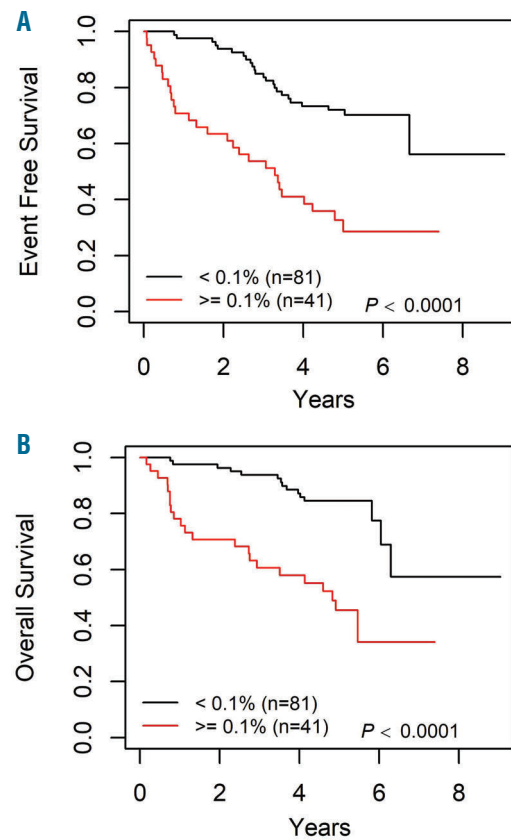 A
Event Free Survival
1.0
0.8
0.6
0.4
0.2
0.0
< 0.1% (n=81)
>= 0.1% (n=41)
P < 0.0001
0 2 4 6 8
Years
B
Overall Survival
1.0
0.8
0.6
0.4
0.2
0.0
< 0.1% (n=81)
>= 0.1% (n=41)
P < 0.0001
0 2 4 6 8
Years